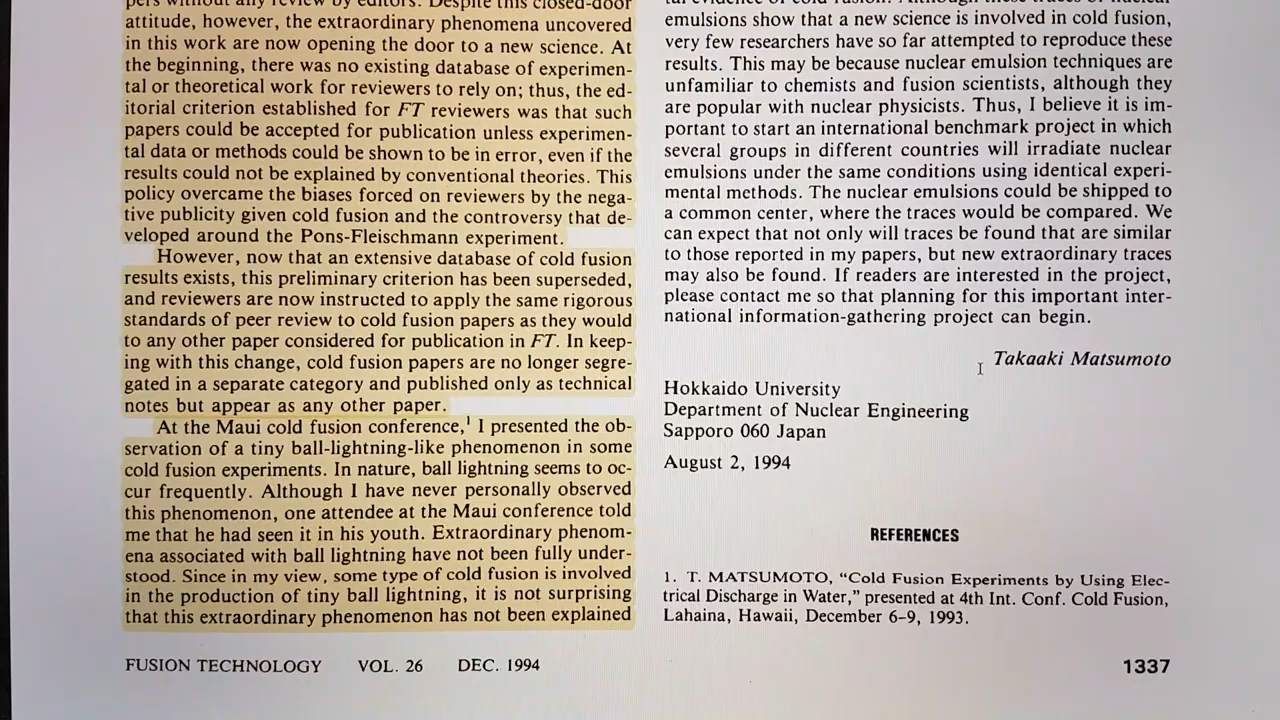 pers without any review by editors. Despite this closed-door
attitude, however, the extraordinary phenomena uncovered
in this work are now opening the door to a new science. At
the beginning, there was no existing database of experimen-
tal or theoretical work for reviewers to rely on; thus, the ed-
itorial criterion established for FT reviewers was that such
papers could be accepted for publication unless experimen-
tal data or methods could be shown to be in error, even if the
results could not be explained by conventional theories. This
policy overcame the biases forced on reviewers by the nega-
tive publicity given cold fusion and the controversy that de-
veloped around the Pons-Fleischmann experiment.
However, now that an extensive database of cold fusion
results exists, this preliminary criterion has been superseded,
and reviewers are now instructed to apply the same rigorous
standards of peer review to cold fusion papers as they would
to any other paper considered for publication in FT. In keep-
ing with this change, cold fusion papers are no longer segre-
gated in a separate category and published only as technical
notes but appear as any other paper.
At the Maui cold fusion conference,¹ I presented the ob-
servation of a tiny ball-lightning-like phenomenon in some
cold fusion experiments. In nature, ball lightning seems to oc-
cur frequently. Although I have never personally observed
this phenomenon, one attendee at the Maui conference told
me that he had seen it in his youth. Extraordinary phenom-
ena associated with ball lightning have not been fully under-
stood. Since in my view, some type of cold fusion is involved
in the production of tiny ball lightning, it is not surprising
that this extraordinary phenomenon has not been explained
tal evidence of cold fusion. Although these traces of nuclear
emulsions show that a new science is involved in cold fusion,
very few researchers have so far attempted to reproduce these
results. This may be because nuclear emulsion techniques are
unfamiliar to chemists and fusion scientists, although they
are popular with nuclear physicists. Thus, I believe it is im-
portant to start an international benchmark project in which
several groups in different countries will irradiate nuclear
emulsions under the same conditions using identical experi-
mental methods. The nuclear emulsions could be shipped to
a common center, where the traces would be compared. We
can expect that not only will traces be found that are similar
to those reported in my papers, but new extraordinary traces
may also be found. If readers are interested in the project,
please contact me so that planning for this important inter-
national information-gathering project can begin.
Takaaki Matsumoto
Hokkaido University
Department of Nuclear Engineering
Sapporo 060 Japan
August 2, 1994
REFERENCES
1. T. MATSUMOTO, “Cold Fusion Experiments by Using Elec-
trical Discharge in Water,” presented at 4th Int. Conf. Cold Fusion,
Lahaina, Hawaii, December 6–9, 1993.
FUSION TECHNOLOGY VOL. 26 DEC. 1994
1337